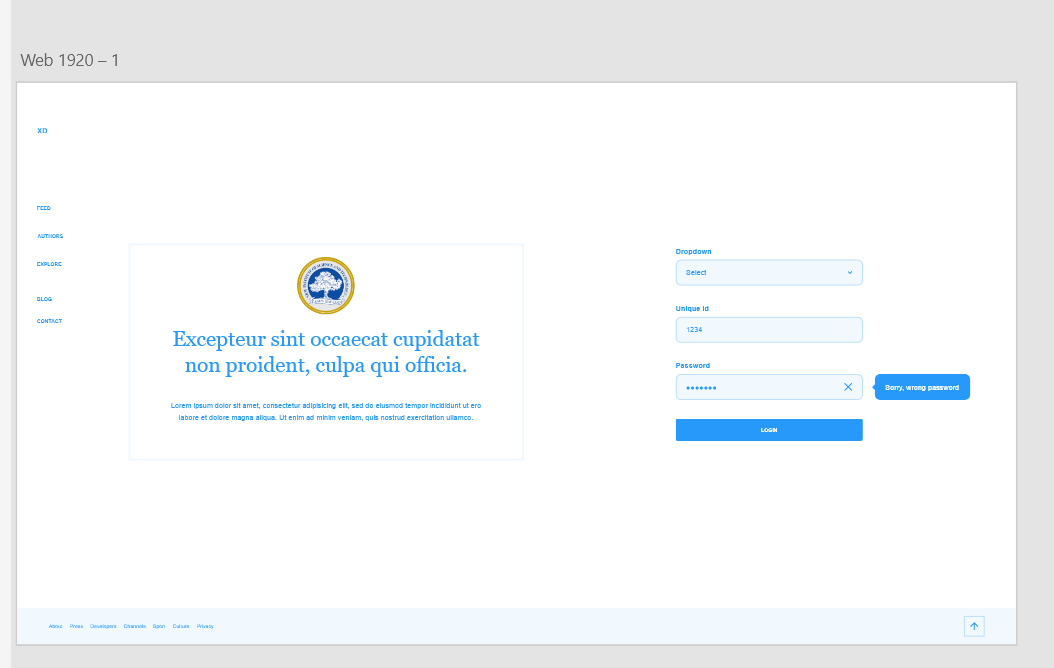 Web 1920 – 1
XD
FEED
AUTHORS
EXPLORE
BLOG
CONTACT
Excepteur sint occaecat cupidatat
non proident, culpa qui officia.
Lorem ipsum dolor sit amet, consectetur adipisicing elit, sed do eiusmod tempor incididunt ut ero
labore et dolore magna aliqua. Ut enim ad minim veniam, quis nostrud exercitation ullamco.
Dropdown
Select
Unique id
1234
Password
Sorry, wrong password
LOGIN
About Press Developers Channels Sport Culture Privacy